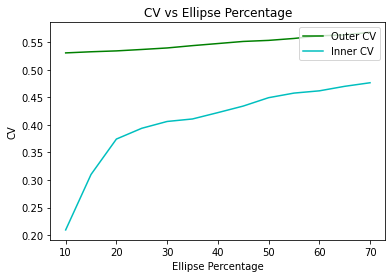 CV vs Ellipse Percentage
Outer CV
Inner CV
0.55
0.50
0.45
0.40
0.35
0.30
0.25
0.20
CV
10 20 30 40 50 60 70
Ellipse Percentage